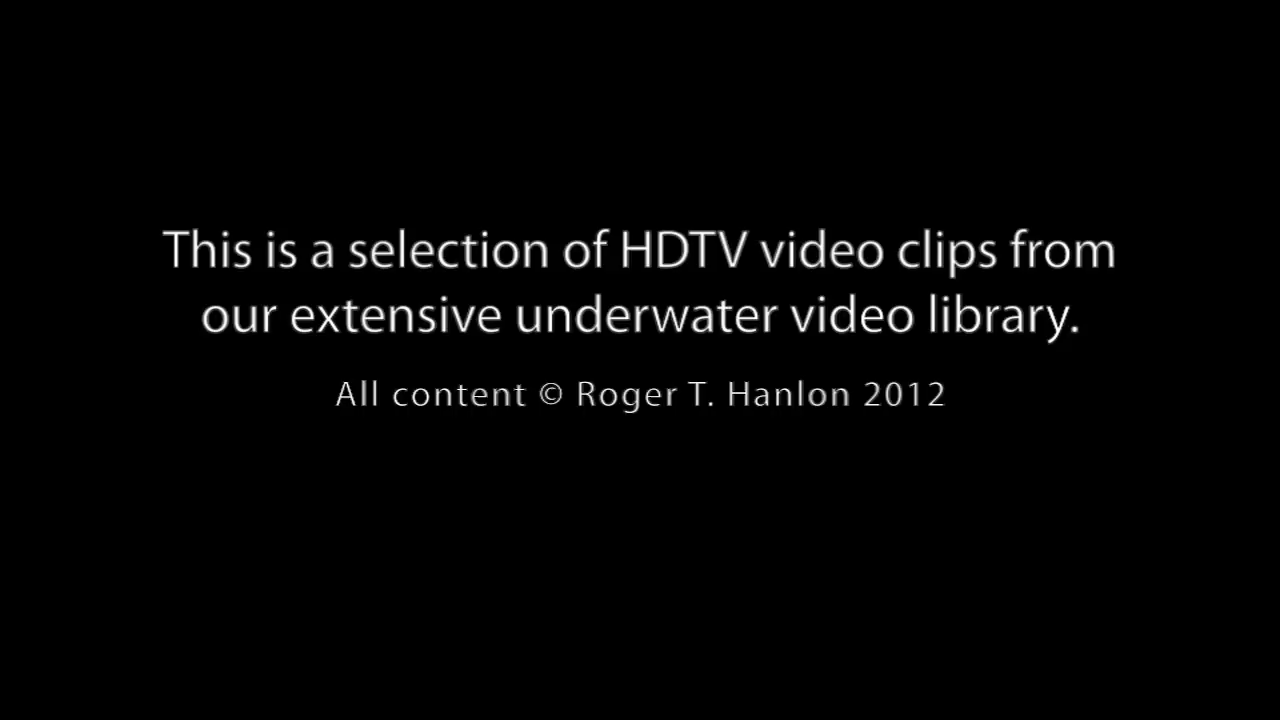 This is a selection of HDTV video clips from
our extensive underwater video library.
All content © Roger T. Hanlon 2012